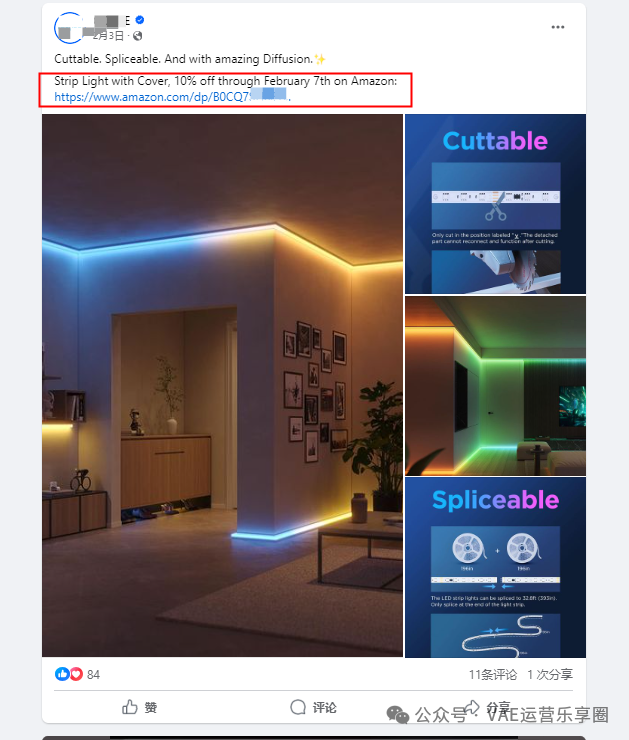 E
2月3日
Cuttable. Spliceable. And with amazing Diffusion.✨
Strip Light with Cover, 10% off through February 7th on Amazon:
https://www.amazon.com/dp/B0CQ7
Cuttable
Only cut in the position labeled "✂."The detached
part cannot reconnect and function after cutting.
Spliceable
196in + 196in
The LED strip lights can be spliced to 32.8ft (393in).
Only splice at the end of the light strip.
84
11条评论 1 次分享
赞 评论 分享
公众号 · VAE运营乐享圈